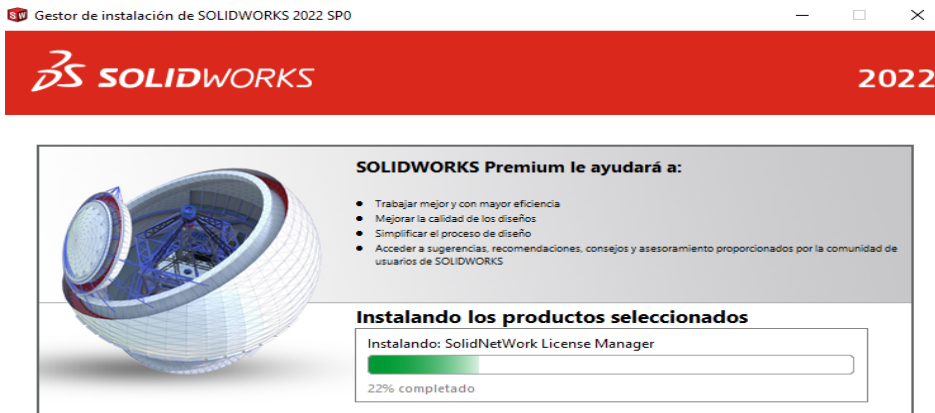 Gestor de instalación de SOLIDWORKS 2022 SP0
SOLIDWORKS
2022
SOLIDWORKS Premium le ayudará a:
Trabajar mejor y con mayor eficiencia
Mejorar la calidad de los diseños
Simplificar el proceso de diseño
Acceder a sugerencias, recomendaciones, consejos y asesoramiento proporcionados por la comunidad de
usuarios de SOLIDWORKS
Instalando los productos seleccionados
Instalando: SolidNetWork License Manager
22% completado